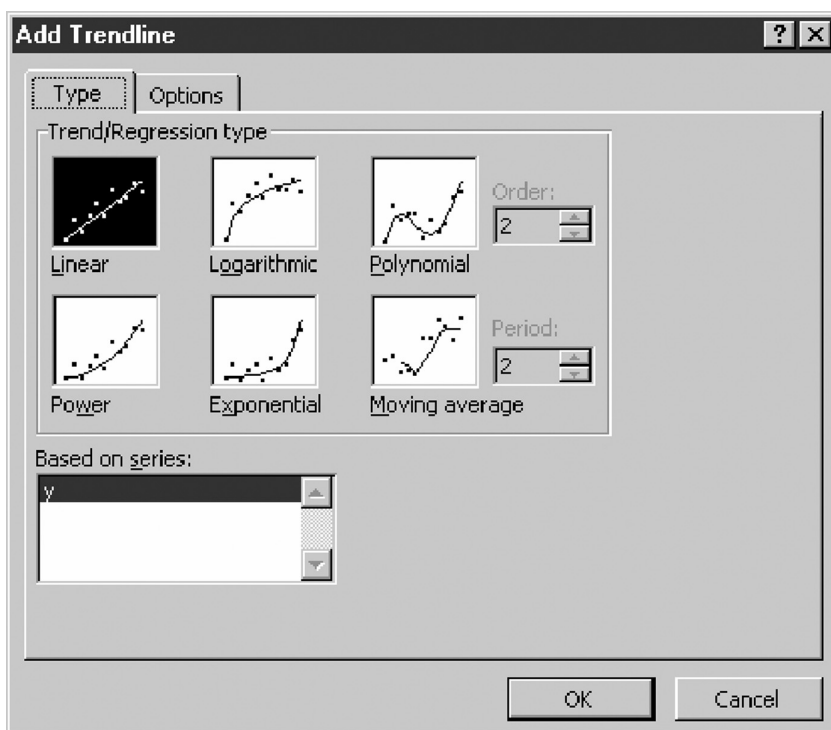 Add Trendline
Type Options
Trend/Regression type
Linear Logarithmic Polynomial Order: 2
Power Exponential Moving average Period: 2
Based on series:
y
OK Cancel